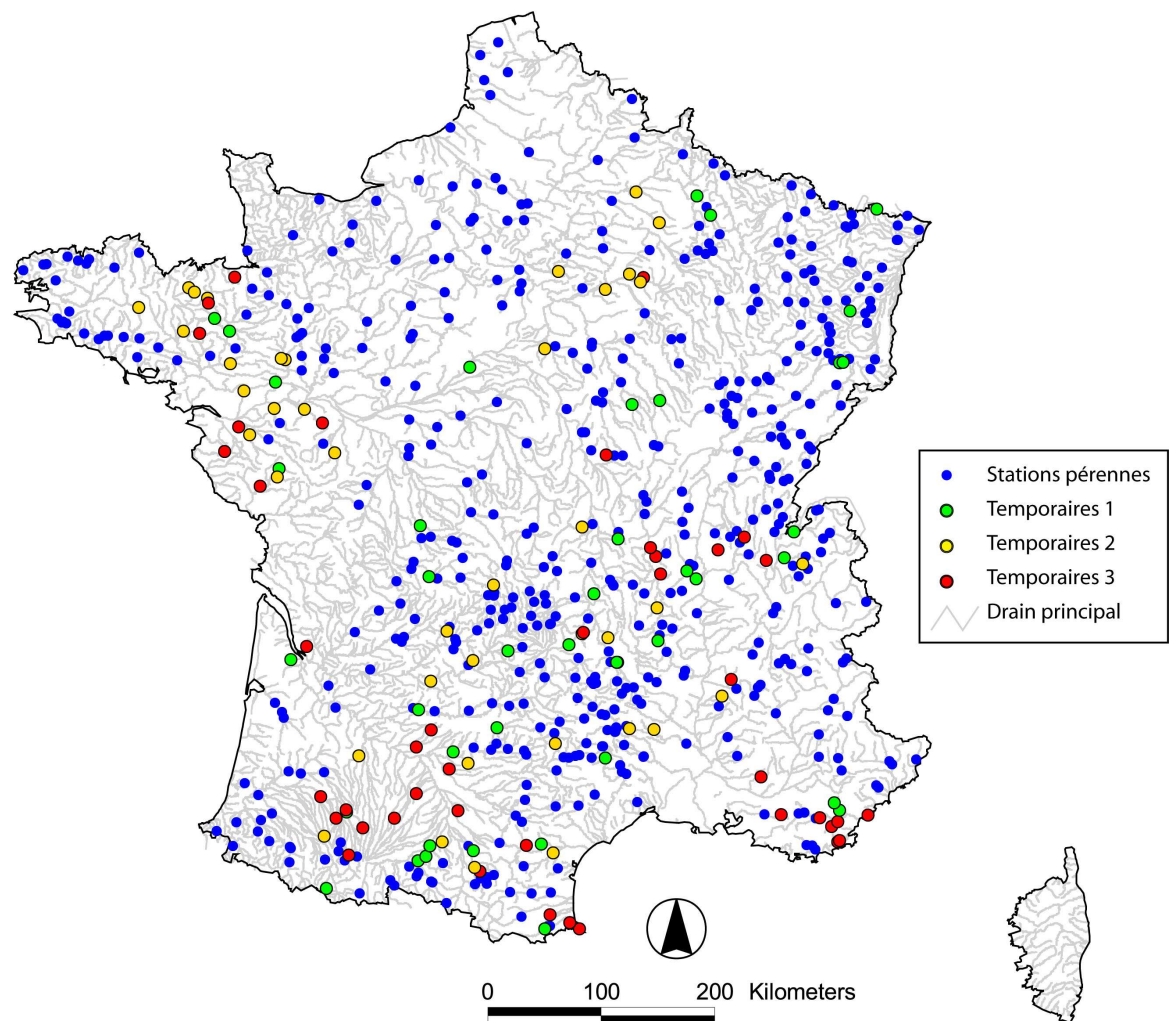 Stations pérennes
Temporaires 1
Temporaires 2
Temporaires 3
Drain principal
0 100 200 Kilometers